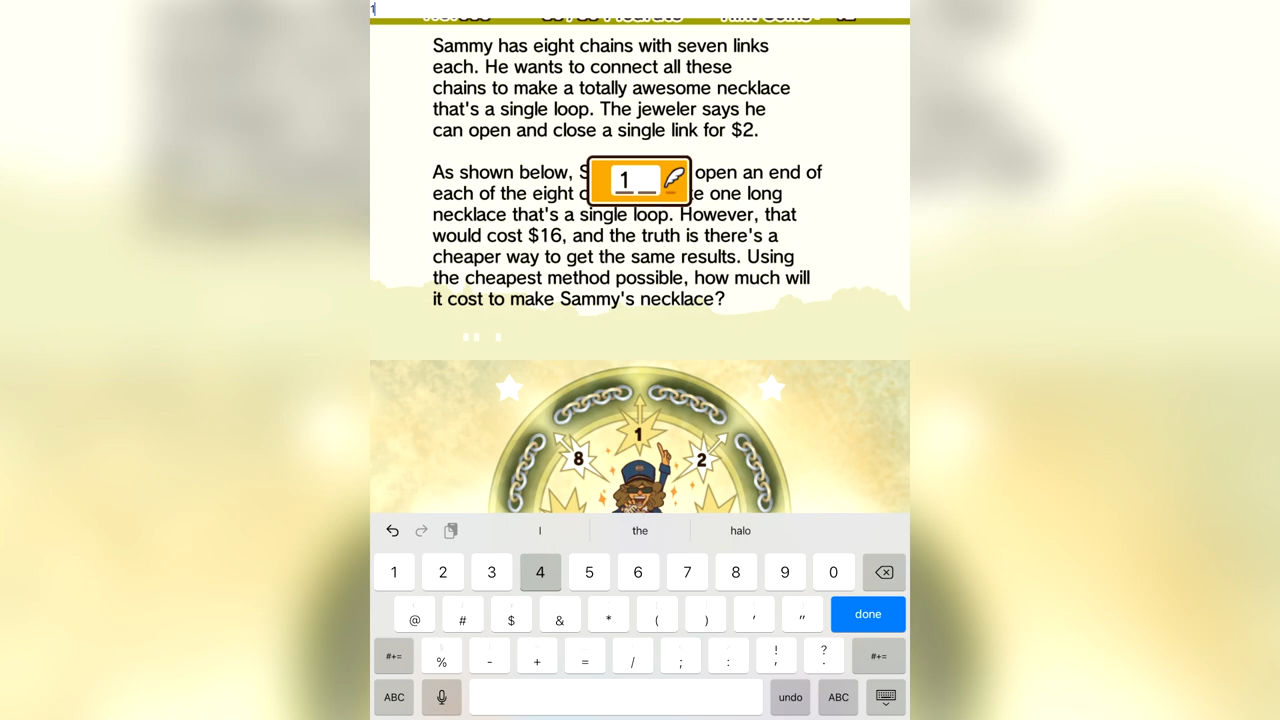 1
Sammy has eight chains with seven links
each. He wants to connect all these
chains to make a totally awesome necklace
that's a single loop. The jeweler says he
can open and close a single link for $2.
As shown below, S 1 open an end of
each of the eight c e one long
necklace that's a single loop. However, that
would cost $16, and the truth is there's a
cheaper way to get the same results. Using
the cheapest method possible, how much will
it cost to make Sammy's necklace?
1
8 2
I the halo
1 2 3 4 5 6 7 8 9 0
@ # $ & * ( ) ' " done
#+= % - + = / ; : ! , ? . #+=
ABC undo ABC